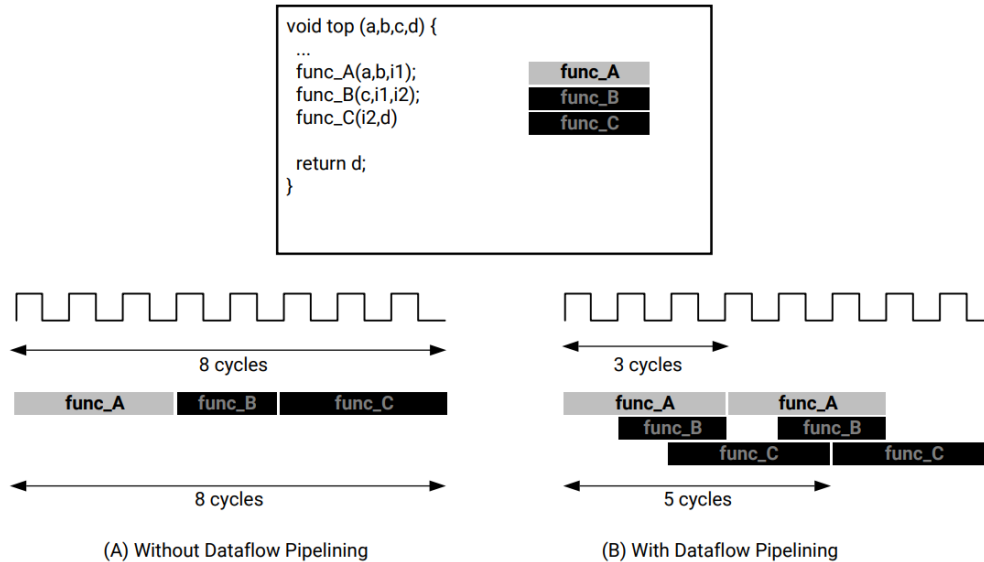 void top (a,b,c,d) {
...
func_A(a,b,i1);
func_B(c,i1,i2);
func_C(i2,d)
return d;
}
func_A
func_B
func_C
8 cycles
func_A func_B func_C
8 cycles
(A) Without Dataflow Pipelining
3 cycles
func_A func_A
func_B func_B
func_C func_C
5 cycles
(B) With Dataflow Pipelining